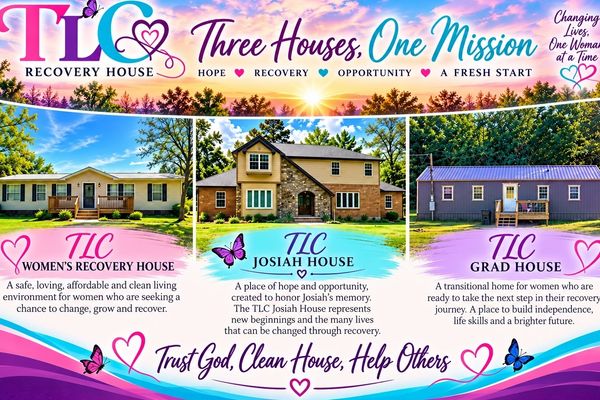 TLC
RECOVERY HOUSE
Three Houses, One Mission
HOPE RECOVERY OPPORTUNITY A FRESH START
Changing
Lives,
One Woman
at a Time
TLC
WOMEN'S RECOVERY HOUSE
A safe, loving, affordable and clean living
environment for women who are seeking a
chance to change, grow and recover.
TLC
JOSIAH HOUSE
A place of hope and opportunity,
created to honor Josiah's memory.
The TLC Josiah House represents
new beginnings and the many lives
that can be changed through recovery.
TLC
GRAD HOUSE
A transitional home for women who are
ready to take the next step in their recovery
journey. A place to build independence,
life skills and a brighter future.
Trust God, Clean House, Help Others